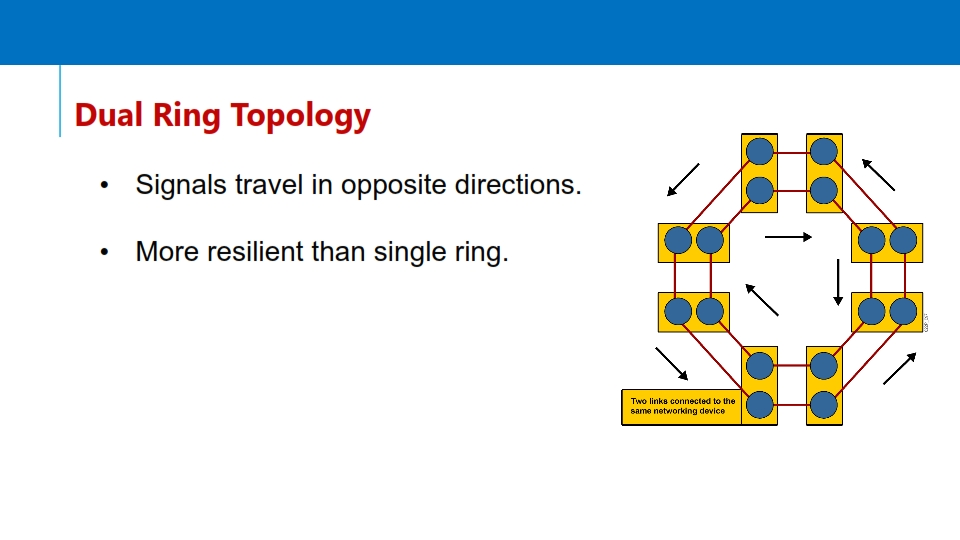 Dual Ring Topology
• Signals travel in opposite directions.
• More resilient than single ring.
Two links connected to the
same networking device